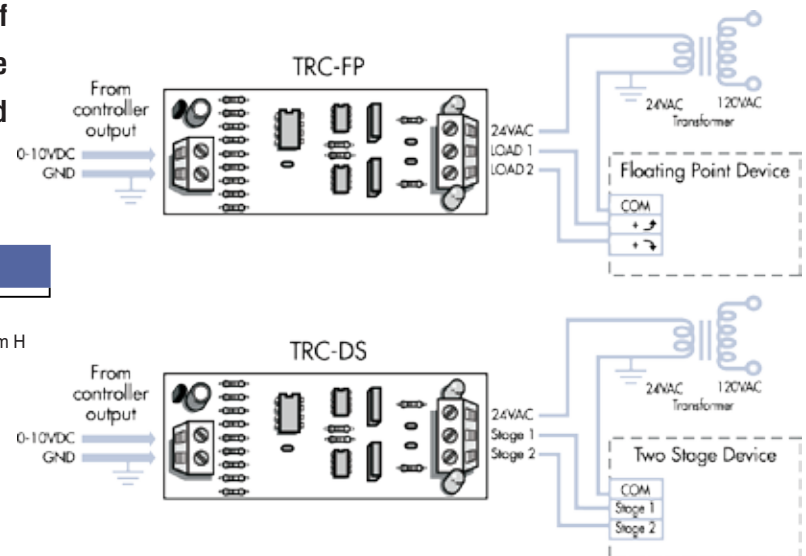 f
e
d
m H
TRC-FP
From
controller
output
0-10VDC
GND
24VAC
LOAD 1
LOAD 2
24VAC
120VAC
Transformer
Floating Point Device
COM
+
+
TRC-DS
From
controller
output
0-10VDC
GND
24VAC
Stage 1
Stage 2
24VAC
120VAC
Transformer
Two Stage Device
COM
Stage 1
Stage 2